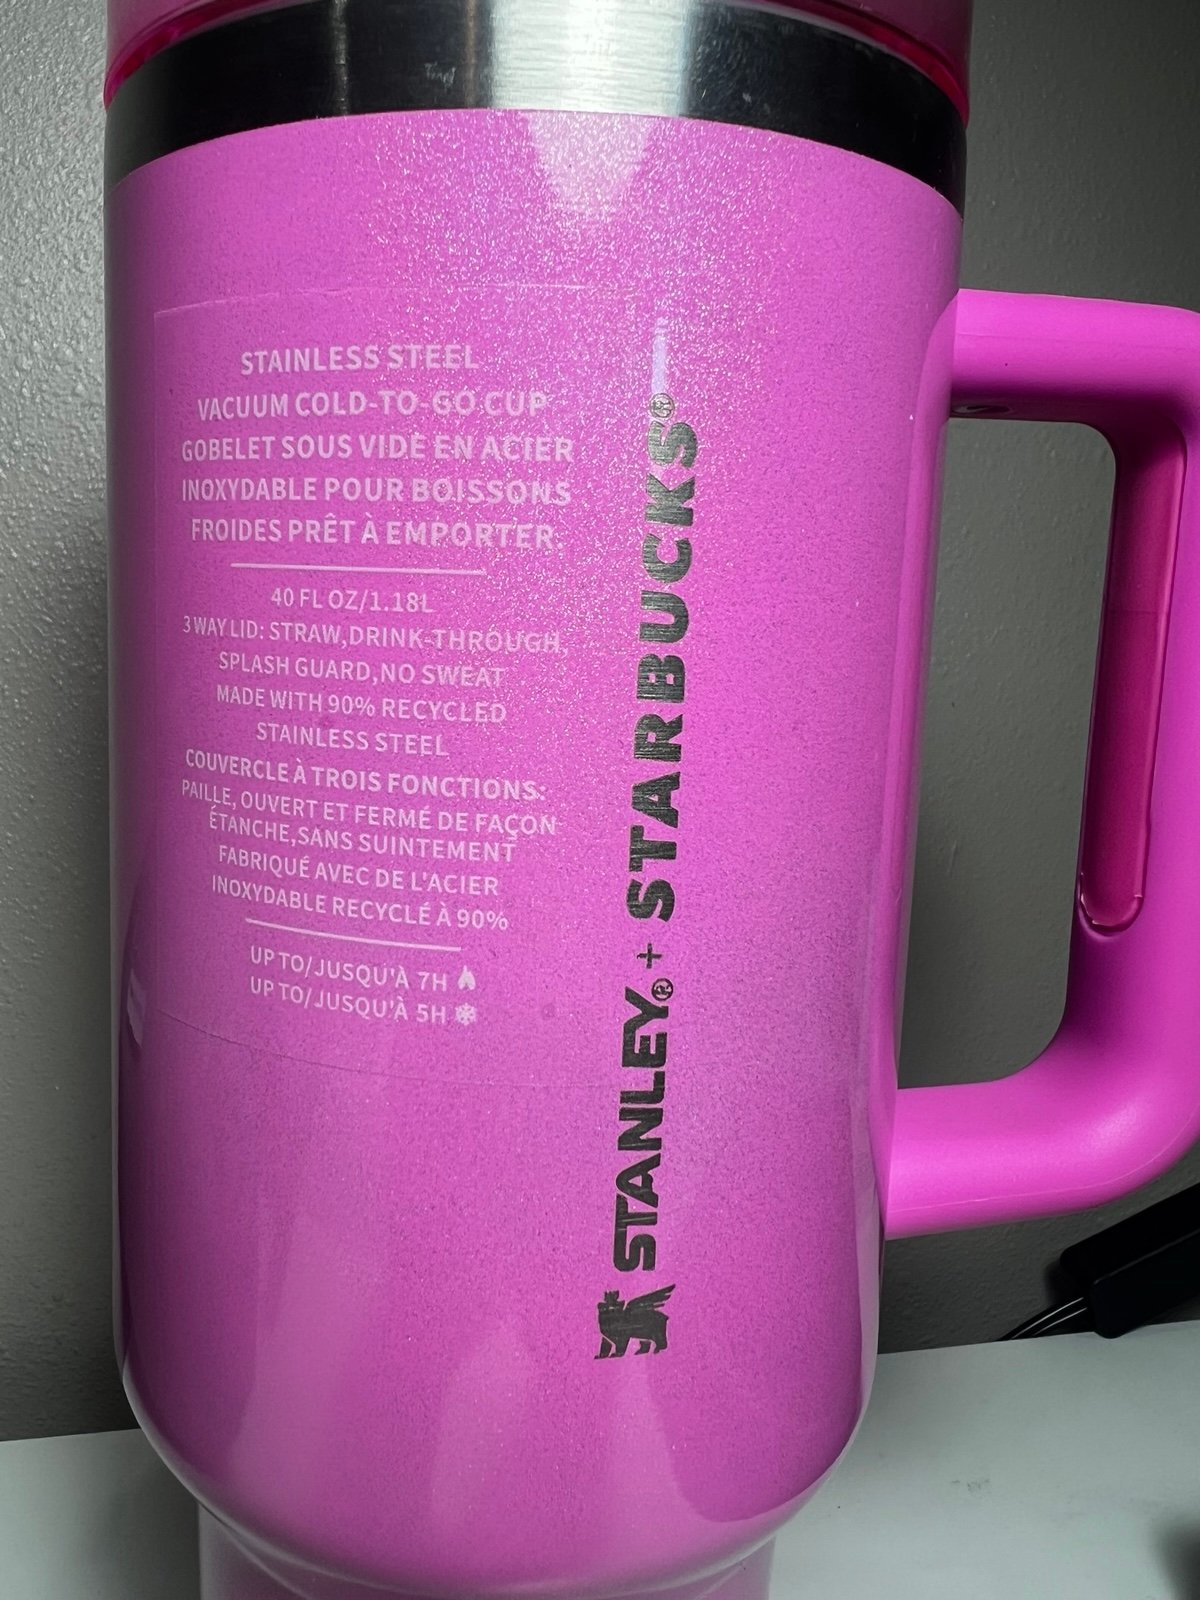 STAINLESS STEEL
VACUUM COLD-TO-GO CUP
GOBELET SOUS VIDE EN ACIER
INOXYDABLE POUR BOISSONS
FROIDES PRÊT À EMPORTER.
40 FL OZ/1.18L
3 WAY LID: STRAW,DRINK-THROUGH,
SPLASH GUARD,NO SWEAT
MADE WITH 90% RECYCLED
STAINLESS STEEL
COUVERCLE À TROIS FONCTIONS:
PAILLE, OUVERT ET FERMÉ DE FAÇON
ÉTANCHE,SANS SUINTEMENT
FABRIQUÉ AVEC DE L'ACIER
INOXYDABLE RECYCLÉ À 90%
UP TO/JUSQU'À 7H
UP TO/JUSQU'À 5H
STANLEY® + STARBUCKS®